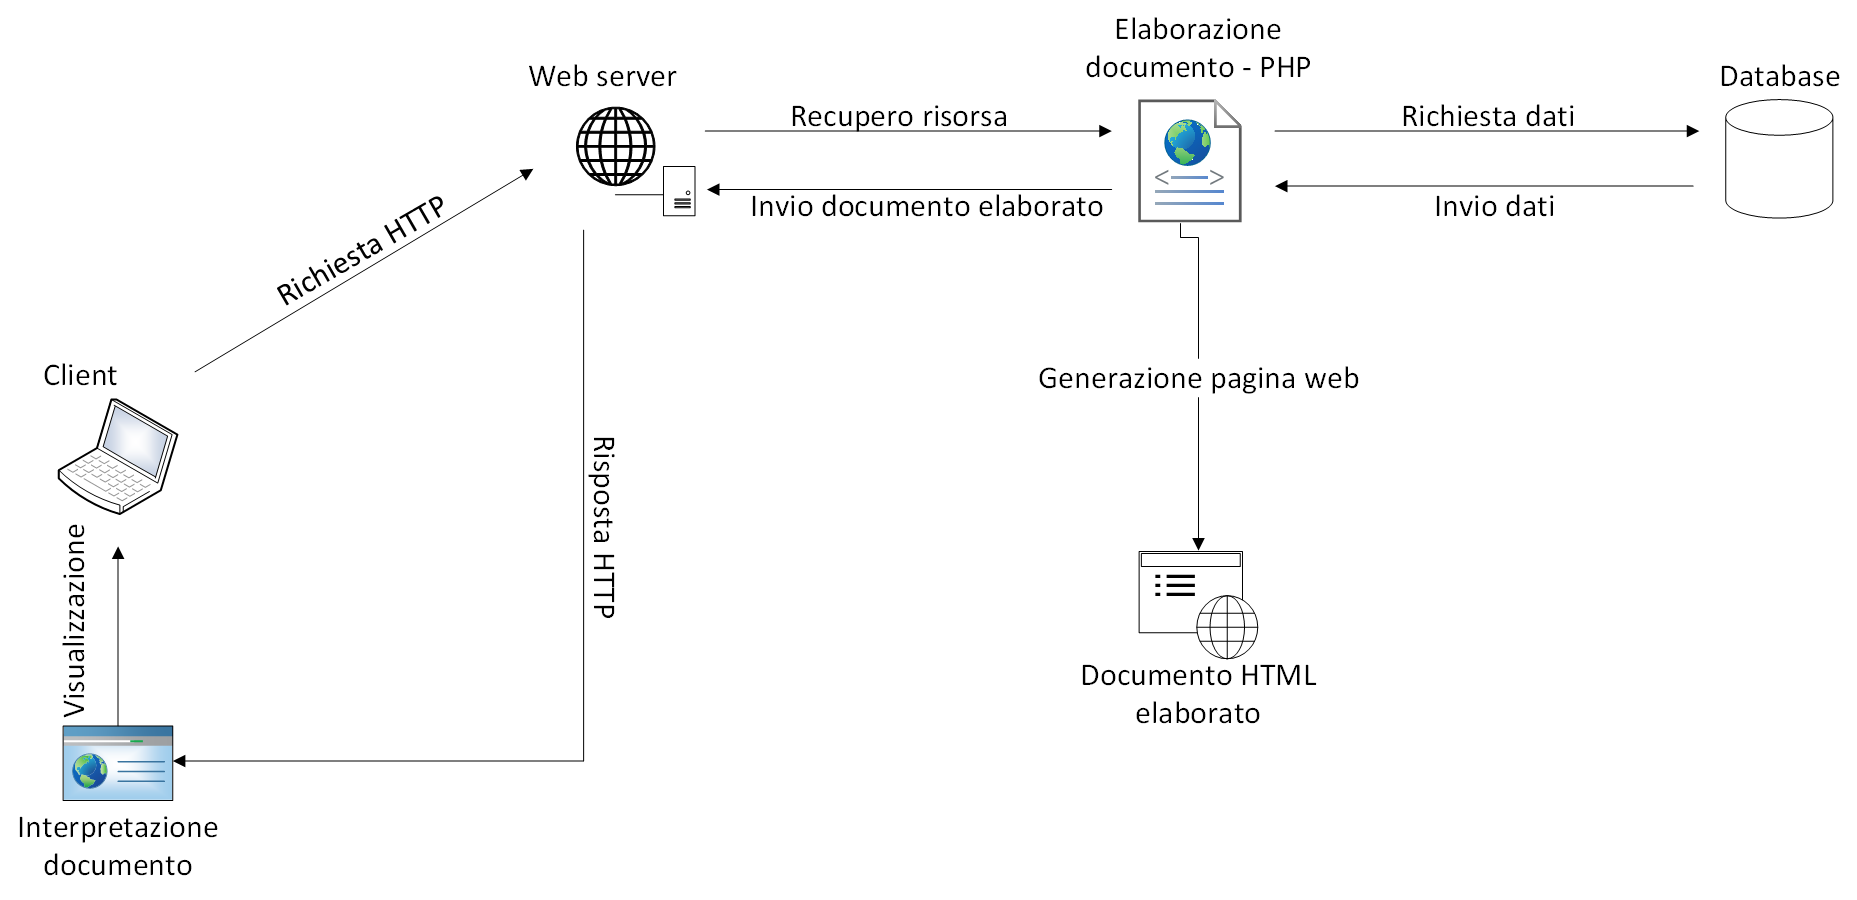 Elaborazione
documento - PHP
Web server
Database
Recupero risorsa
Richiesta dati
Invio documento elaborato
Invio dati
Richiesta HTTP
Client
Generazione pagina web
Risposta HTTP
Visualizzazione
Documento HTML
elaborato
Interpretazione
documento